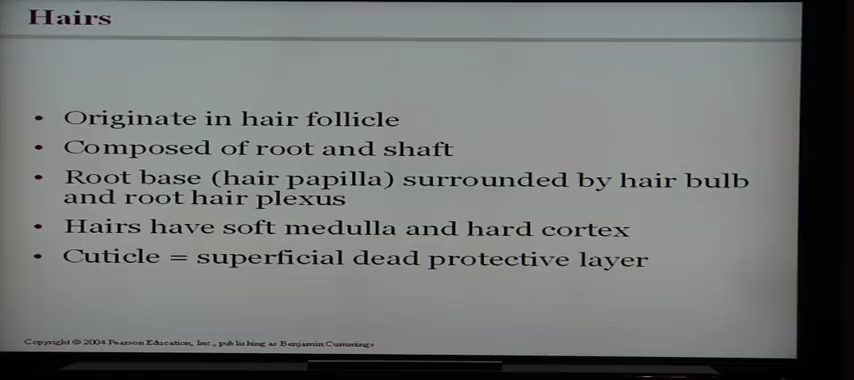 Hairs
• Originate in hair follicle
• Composed of root and shaft
• Root base (hair papilla) surrounded by hair bulb
and root hair plexus
• Hairs have soft medulla and hard cortex
• Cuticle = superficial dead protective layer
Copyright © 2004 Pearson Education, Inc., publishing as Benjamin Cummings